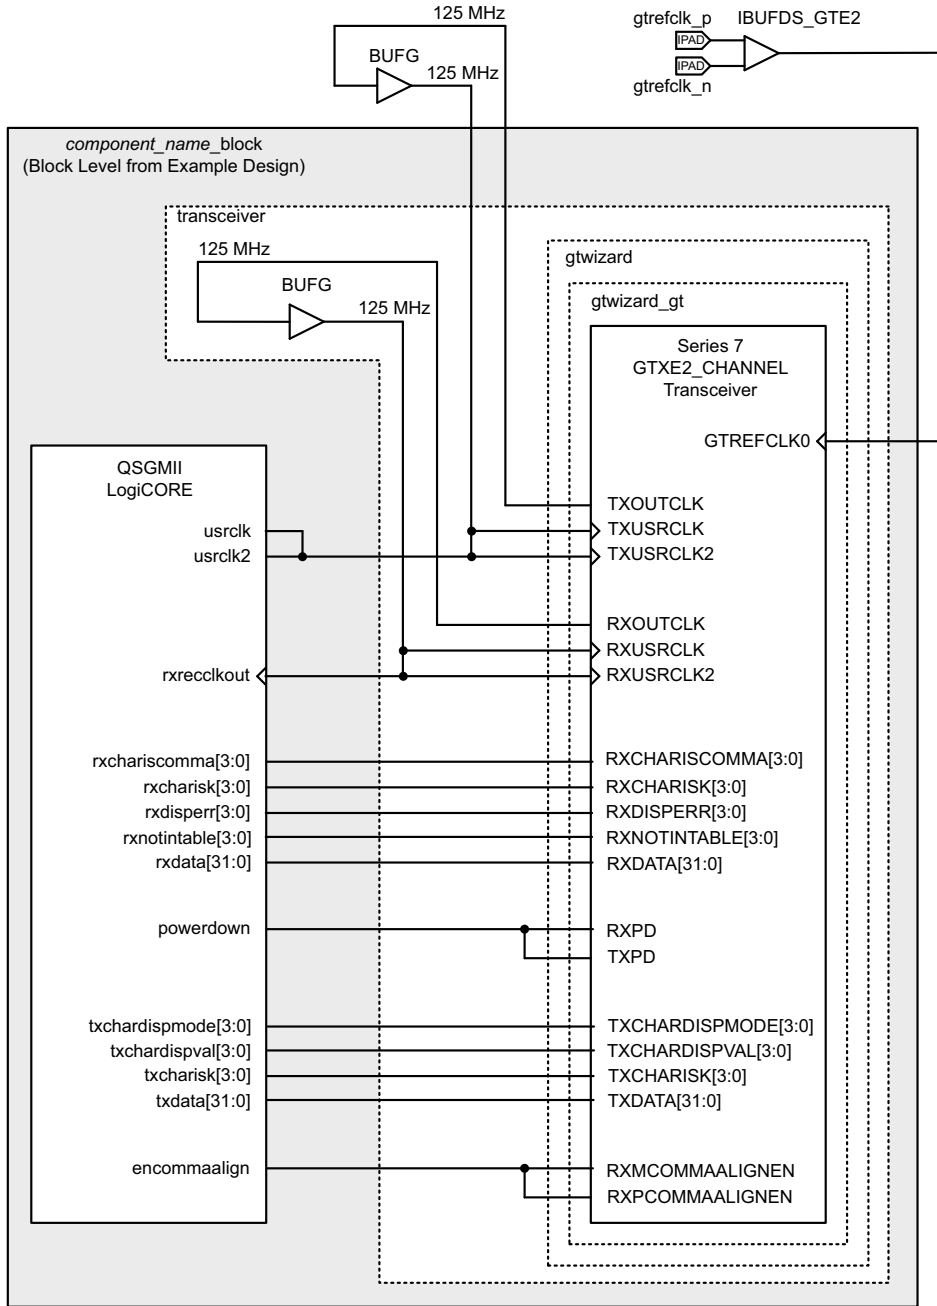 125 MHz
gtrefclk_p
IBUFDS_GTE2
IPAD
BUFG
125 MHz
IPAD
gtrefclk_n
component_name_block
(Block Level from Example Design)
transceiver
125 MHz
gtwizard
BUFG
125 MHz
gtwizard_gt
Series 7
GTXE2_CHANNEL
Transceiver
GTREFCLK0
QSGMII
LogiCORE
usrclk
usrclk2
TXOUTCLK
TXUSRCLK
TXUSRCLK2
RXOUTCLK
RXUSRCLK
rxrecclkout
RXUSRCLK2
rxchariscomma[3:0]
RXCHARISCOMMA[3:0]
rxcharisk[3:0]
RXCHARISK[3:0]
rxdisperr[3:0]
RXDISPERR[3:0]
rxnotintable[3:0]
RXNOTINTABLE[3:0]
rxdata[31:0]
RXDATA[31:0]
powerdown
RXPD
TXPD
txchardispmode[3:0]
TXCHARDISPMODE[3:0]
txchardispval[3:0]
TXCHARDISPVAL[3:0]
txcharisk[3:0]
TXCHARISK[3:0]
txdata[31:0]
TXDATA[31:0]
encommaalign
RXMCOMMAALIGNEN
RXPCOMMAALIGNEN